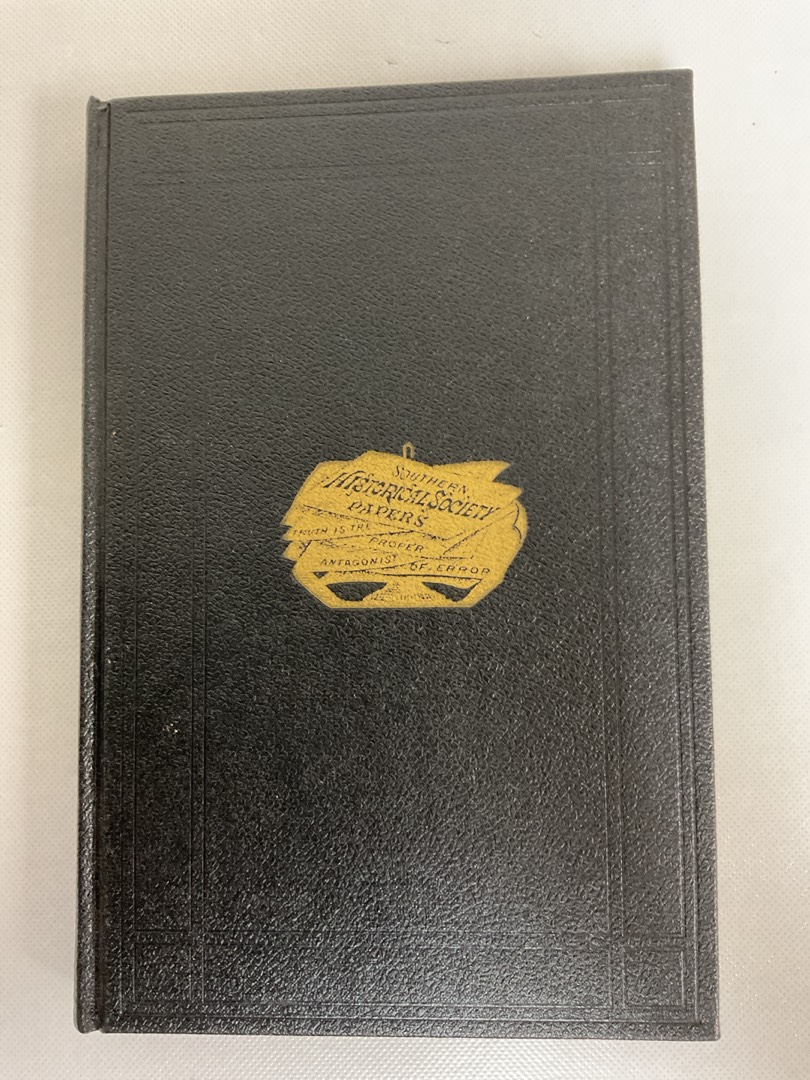 SOUTHERN
HISTORICAL SOCIETY
PAPERS
TRUTH IS THE
PROPER
ANTAGONIST OF ERROR